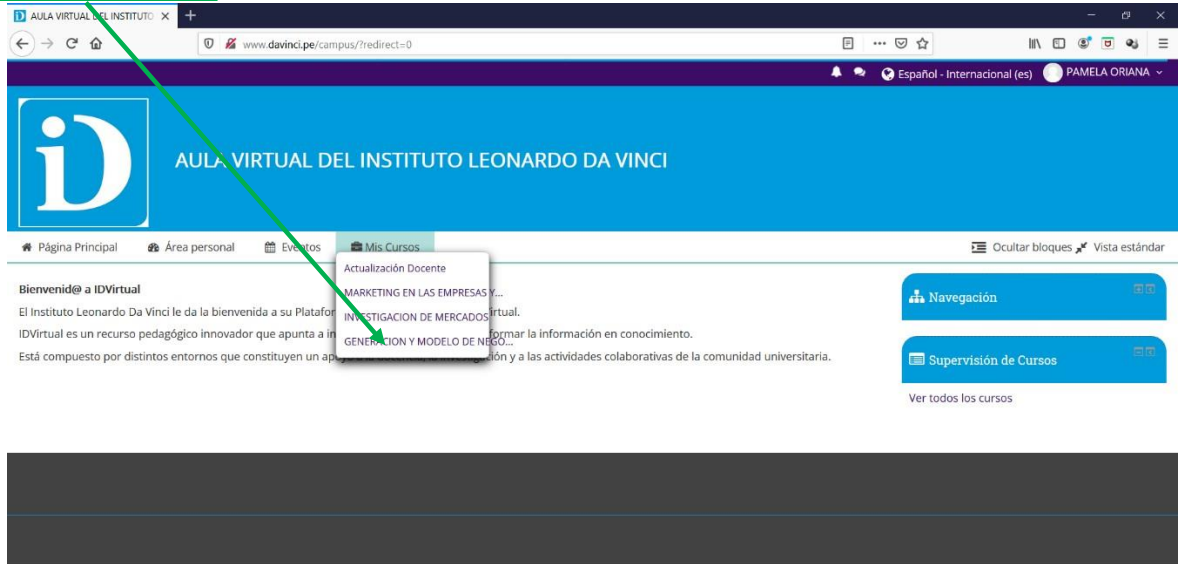 AULA VIRTUAL DEL INSTITUTO
www.davinci.pe/campus/?redirect=0
Español - Internacional (es) PAMELA ORIANA
iD
AULA VIRTUAL DEL INSTITUTO LEONARDO DA VINCI
Página Principal Área personal Eventos Mis Cursos Ocultar bloques Vista estándar
Actualización Docente
MARKETING EN LAS EMPRESAS Y...
INVESTIGACION DE MERCADOS
GENERACION Y MODELO DE NEGO...
Bienvenid@ a IDVirtual
El Instituto Leonardo Da Vinci le da la bienvenida a su Platafor irtual.
IDVirtual es un recurso pedagógico innovador que apunta a in formar la información en conocimiento.
Está compuesto por distintos entornos que constituyen un ap y a las actividades colaborativas de la comunidad universitaria.
Navegación
Supervisión de Cursos
Ver todos los cursos